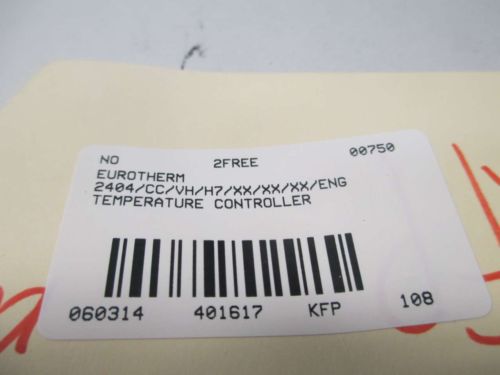 NO 2FREE 00750
EUROTHERM
2404/CC/VH/H7/XX/XX/XX/ENG
TEMPERATURE CONTROLLER
060314 401617 KFP 108